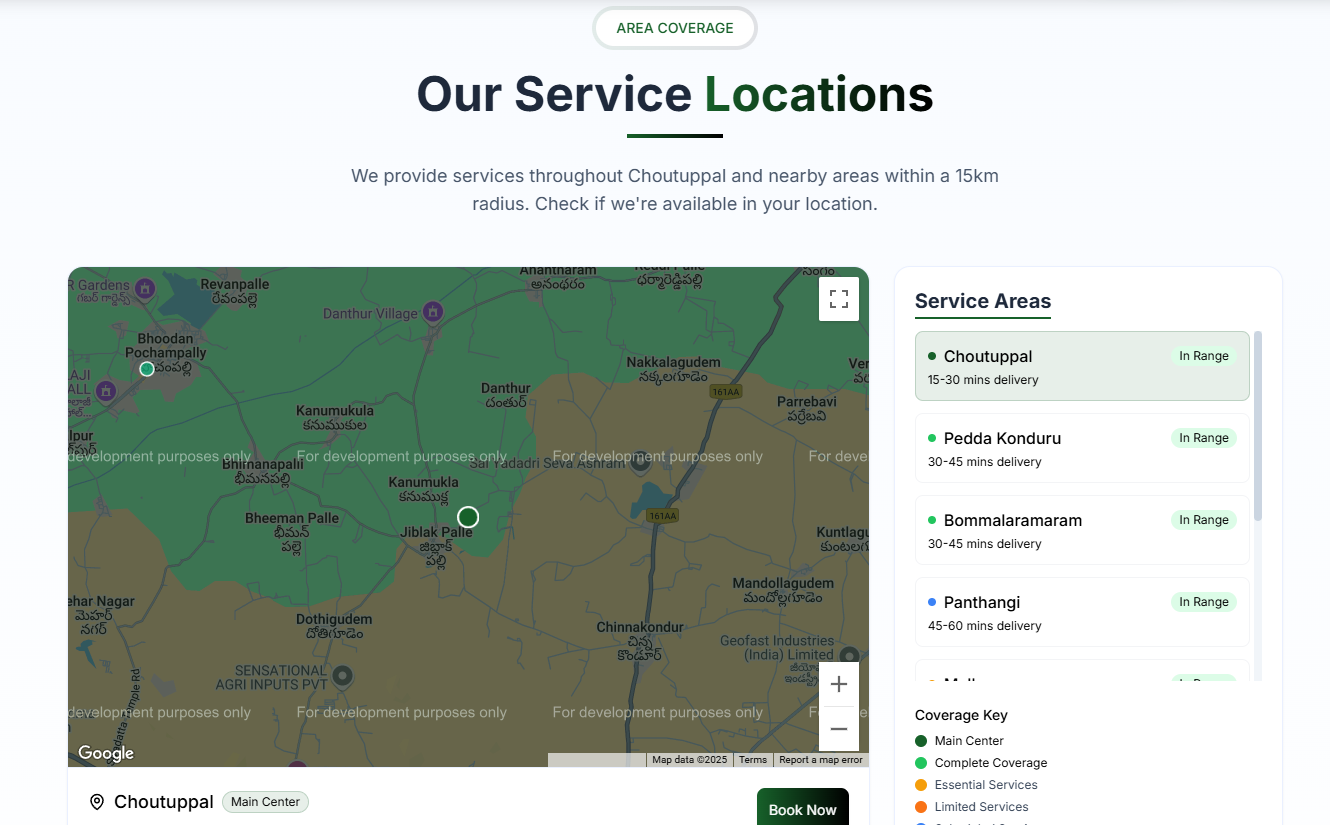 AREA COVERAGE
Our Service Locations
We provide services throughout Choutuppal and nearby areas within a 15km
radius. Check if we're available in your location.
Revanpalle
రేవంపల్లె
R Gardens
Anantharam
అనంథరం
ధర్మారెడ్డిపల్లి
సంగం
Danthur Village
Bhoodan
Pochampally
చంపల్లి
Nakkalagudem
నక్కలగూడెం
161AA
Danthur
దంతుర్
Parrebavi
పర్రేబవి
Kanumukula
కనుముకుల
development purposes only
For development purposes only
For development purposes only
For deve
Sai Yadadri Seva Ashram
Bhimanapalli
భీమనపల్లి
Kanumukla
కనుముక్ల
161AA
Bheeman Palle
భీమన్
పల్లె
Jiblak Palle
జిబ్లాక్
పల్లి
Kuntlagu
Mandollagudem
మందోల్లగూడెం
ehar Nagar
మెహర్
నగర్
Dothigudem
దోతిగూడెం
Chinnakondur
చిన్న
కొండూర్
Geofast Industries
(India) Limited
SENSATIONAL
AGRI INPUTS PVT
development purposes only
For development purposes only
For development purposes only
Google
Map data ©2025
Terms
Report a map error
Choutuppal
Main Center
Book Now
Service Areas
Choutuppal
In Range
15-30 mins delivery
Pedda Konduru
In Range
30-45 mins delivery
Bommalaramaram
In Range
30-45 mins delivery
Panthangi
In Range
45-60 mins delivery
Coverage Key
Main Center
Complete Coverage
Essential Services
Limited Services